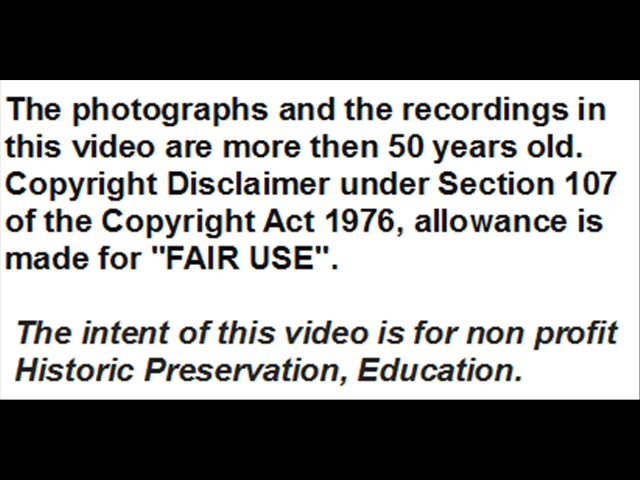 The photographs and the recordings in
this video are more then 50 years old.
Copyright Disclaimer under Section 107
of the Copyright Act 1976, allowance is
made for "FAIR USE".
The intent of this video is for non profit
Historic Preservation, Education.